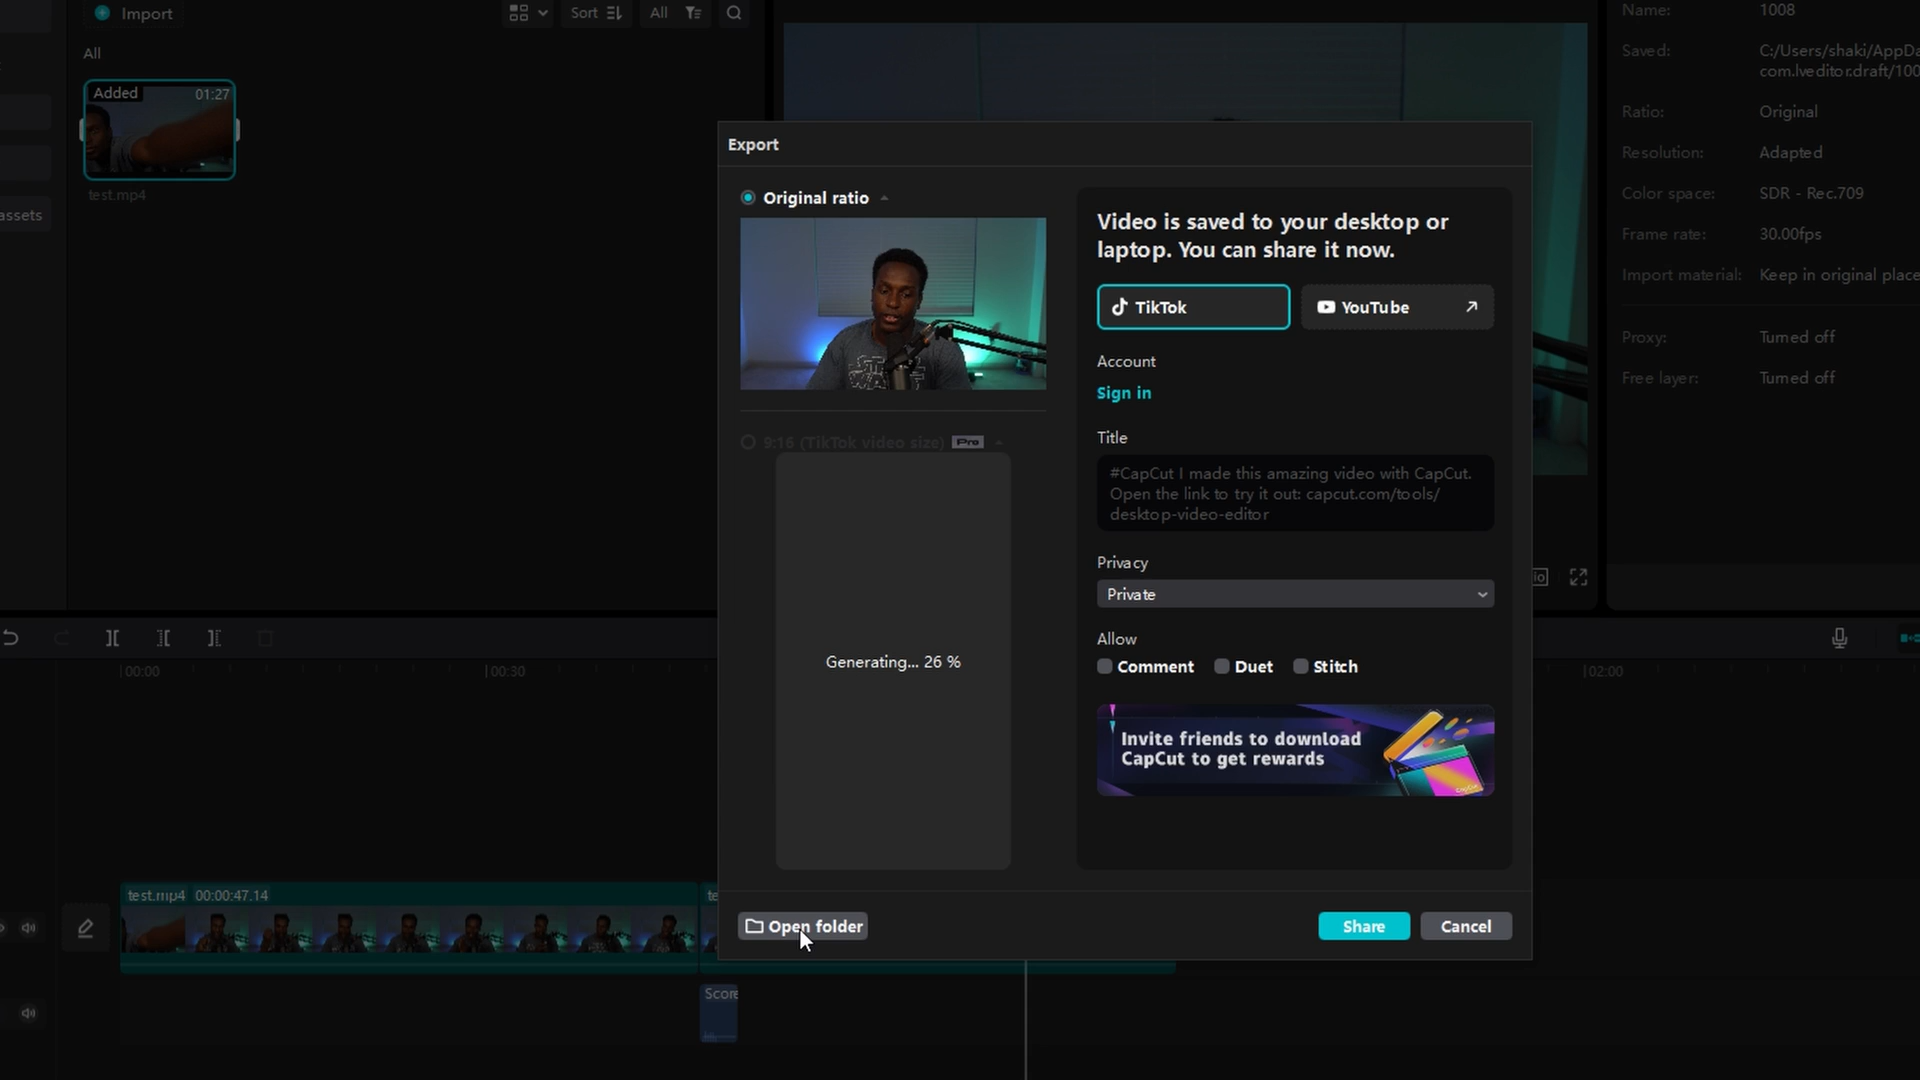 Import
Sort
All
All
Added
01:27
test.mp4
assets
Name: 1008
Saved: C:/Users/shaki/AppDa
com.lveditor.draft/100
Ratio: Original
Resolution: Adapted
Color space: SDR - Rec.709
Frame rate: 30.00fps
Import material: Keep in original place
Proxy: Turned off
Free layer: Turned off
Export
Original ratio
9:16 (TikTok video size) Pro
Generating... 26 %
Video is saved to your desktop or
laptop. You can share it now.
TikTok
YouTube
Account
Sign in
Title
#CapCut I made this amazing video with CapCut.
Open the link to try it out: capcut.com/tools/
desktop-video-editor
Privacy
Private
Allow
Comment Duet Stitch
Invite friends to download
CapCut to get rewards
Open folder
Share
Cancel
00:00
00:30
02:00
test.mp4 00:00:47.14
te
Score